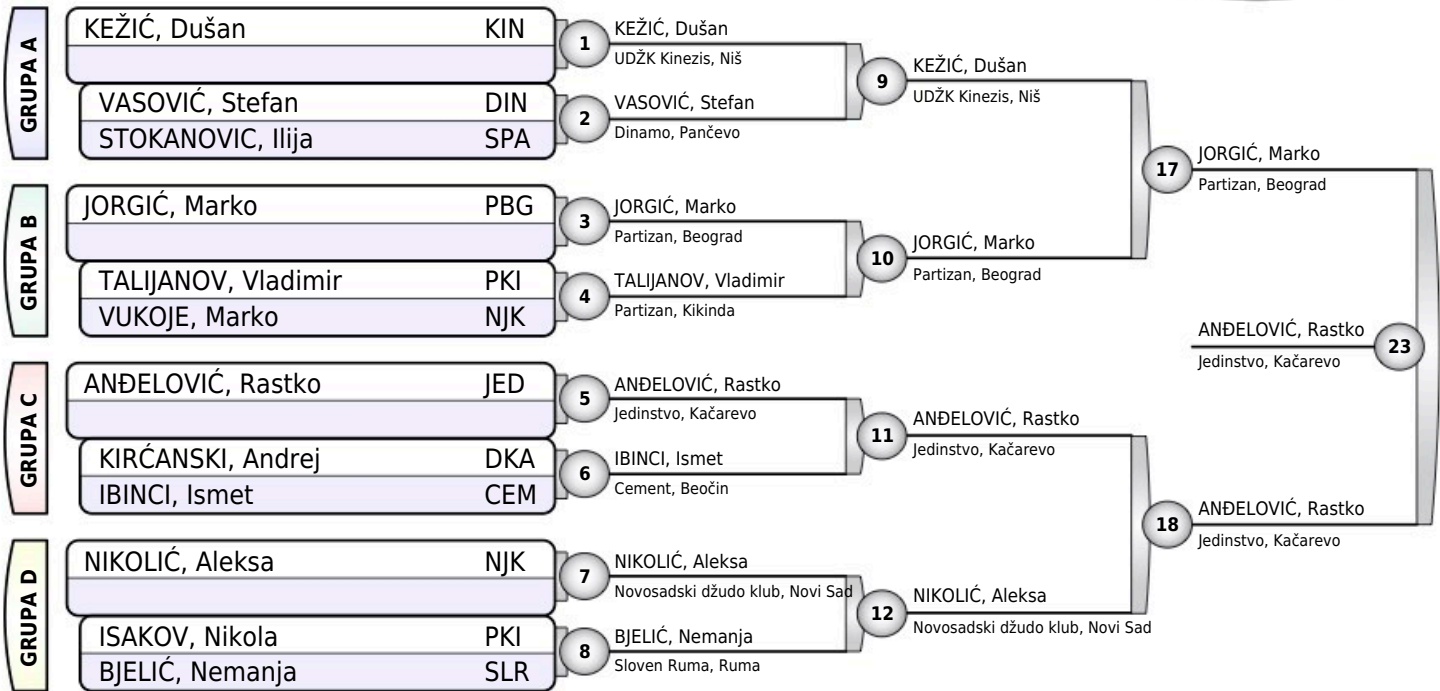 GRUPA A
KEŽIĆ, Dušan KIN
VASOVIĆ, Stefan DIN
STOKANOVIC, Ilija SPA
GRUPA B
JORGIĆ, Marko PBG
TALIJANOV, Vladimir PKI
VUKOJE, Marko NJK
GRUPA C
ANĐELOVIĆ, Rastko JED
KIRĆANSKI, Andrej DKA
IBINCI, Ismet CEM
GRUPA D
NIKOLIĆ, Aleksa NJK
ISAKOV, Nikola PKI
BJELIĆ, Nemanja SLR
1
KEŽIĆ, Dušan
UDŽK Kinezis, Niš
2
VASOVIĆ, Stefan
Dinamo, Pančevo
3
JORGIĆ, Marko
Partizan, Beograd
4
TALIJANOV, Vladimir
Partizan, Kikinda
5
ANĐELOVIĆ, Rastko
Jedinstvo, Kačarevo
6
IBINCI, Ismet
Cement, Beočin
7
NIKOLIĆ, Aleksa
Novosadski džudo klub, Novi Sad
8
BJELIĆ, Nemanja
Sloven Ruma, Ruma
9
KEŽIĆ, Dušan
UDŽK Kinezis, Niš
10
JORGIĆ, Marko
Partizan, Beograd
11
ANĐELOVIĆ, Rastko
Jedinstvo, Kačarevo
12
NIKOLIĆ, Aleksa
Novosadski džudo klub, Novi Sad
17
JORGIĆ, Marko
Partizan, Beograd
18
ANĐELOVIĆ, Rastko
Jedinstvo, Kačarevo
ANĐELOVIĆ, Rastko
Jedinstvo, Kačarevo
23